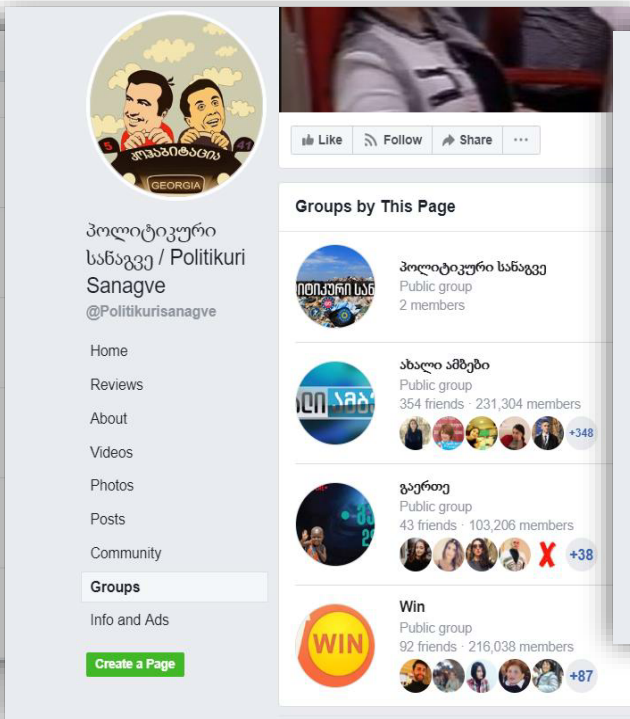 5
41
კოჰაბიტაცია
GEORGIA
პოლიტიკური
სანაგვე / Politikuri
Sanagve
@Politikurisanagve
Home
Reviews
About
Videos
Photos
Posts
Community
Groups
Info and Ads
Create a Page
Like
Follow
Share
Groups by This Page
პოლიტიკური სანაგვე
Public group
2 members
ახალი ამბები
Public group
354 friends · 231,304 members
+348
გაერთე
Public group
43 friends · 103,206 members
+38
WIN
Win
Public group
92 friends · 216,038 members
+87